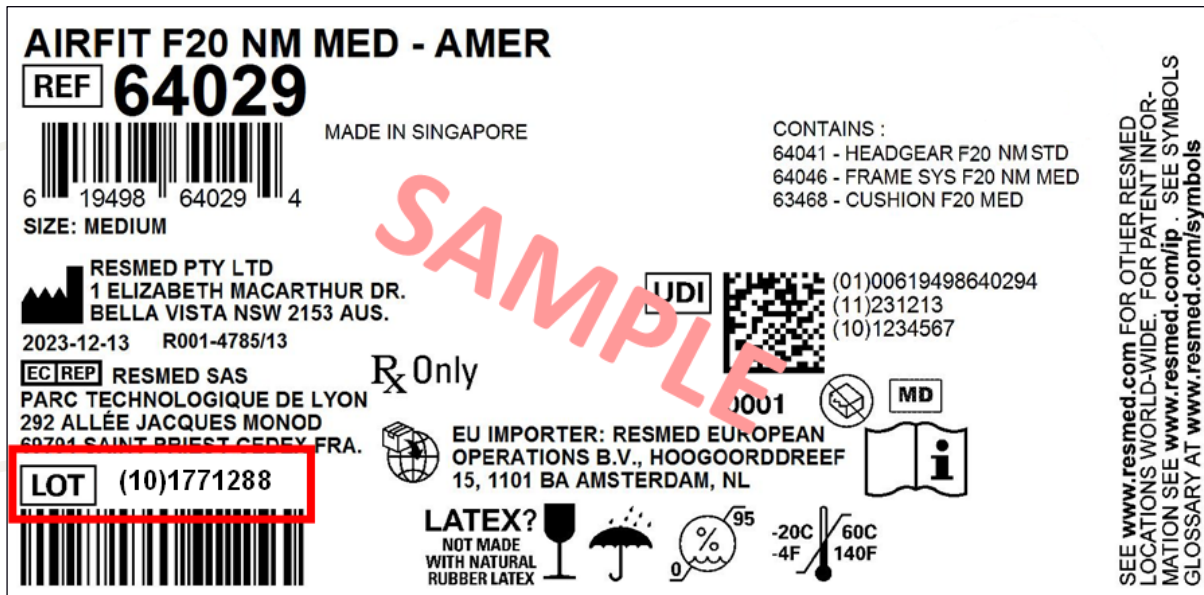 AIRFIT F20 NM MED - AMER
REF 64029
MADE IN SINGAPORE
6 19498 64029 4
SIZE: MEDIUM
CONTAINS :
64041 - HEADGEAR F20 NM STD
64046 - FRAME SYS F20 NM MED
63468 - CUSHION F20 MED
SAMPLE
RESMED PTY LTD
1 ELIZABETH MACARTHUR DR.
BELLA VISTA NSW 2153 AUS.
2023-12-13 R001-4785/13
UDI
(01)00619498640294
(11)231213
(10)1234567
0001
MD
EC REP RESMED SAS
PARC TECHNOLOGIQUE DE LYON
292 ALLÉE JACQUES MONOD
69791 SAINT PRIEST CEDEX FRA.
Rx Only
EU IMPORTER: RESMED EUROPEAN
OPERATIONS B.V., HOOGOORDDREEF
15, 1101 BA AMSTERDAM, NL
LOT (10)1771288
LATEX?
NOT MADE
WITH NATURAL
RUBBER LATEX
% 95
0
-20C 60C
-4F 140F
SEE www.resmed.com FOR OTHER RESMED
LOCATIONS WORLD-WIDE. FOR PATENT INFOR-
MATION SEE www.resmed.com/ip . SEE SYMBOLS
GLOSSARY AT www.resmed.com/symbols